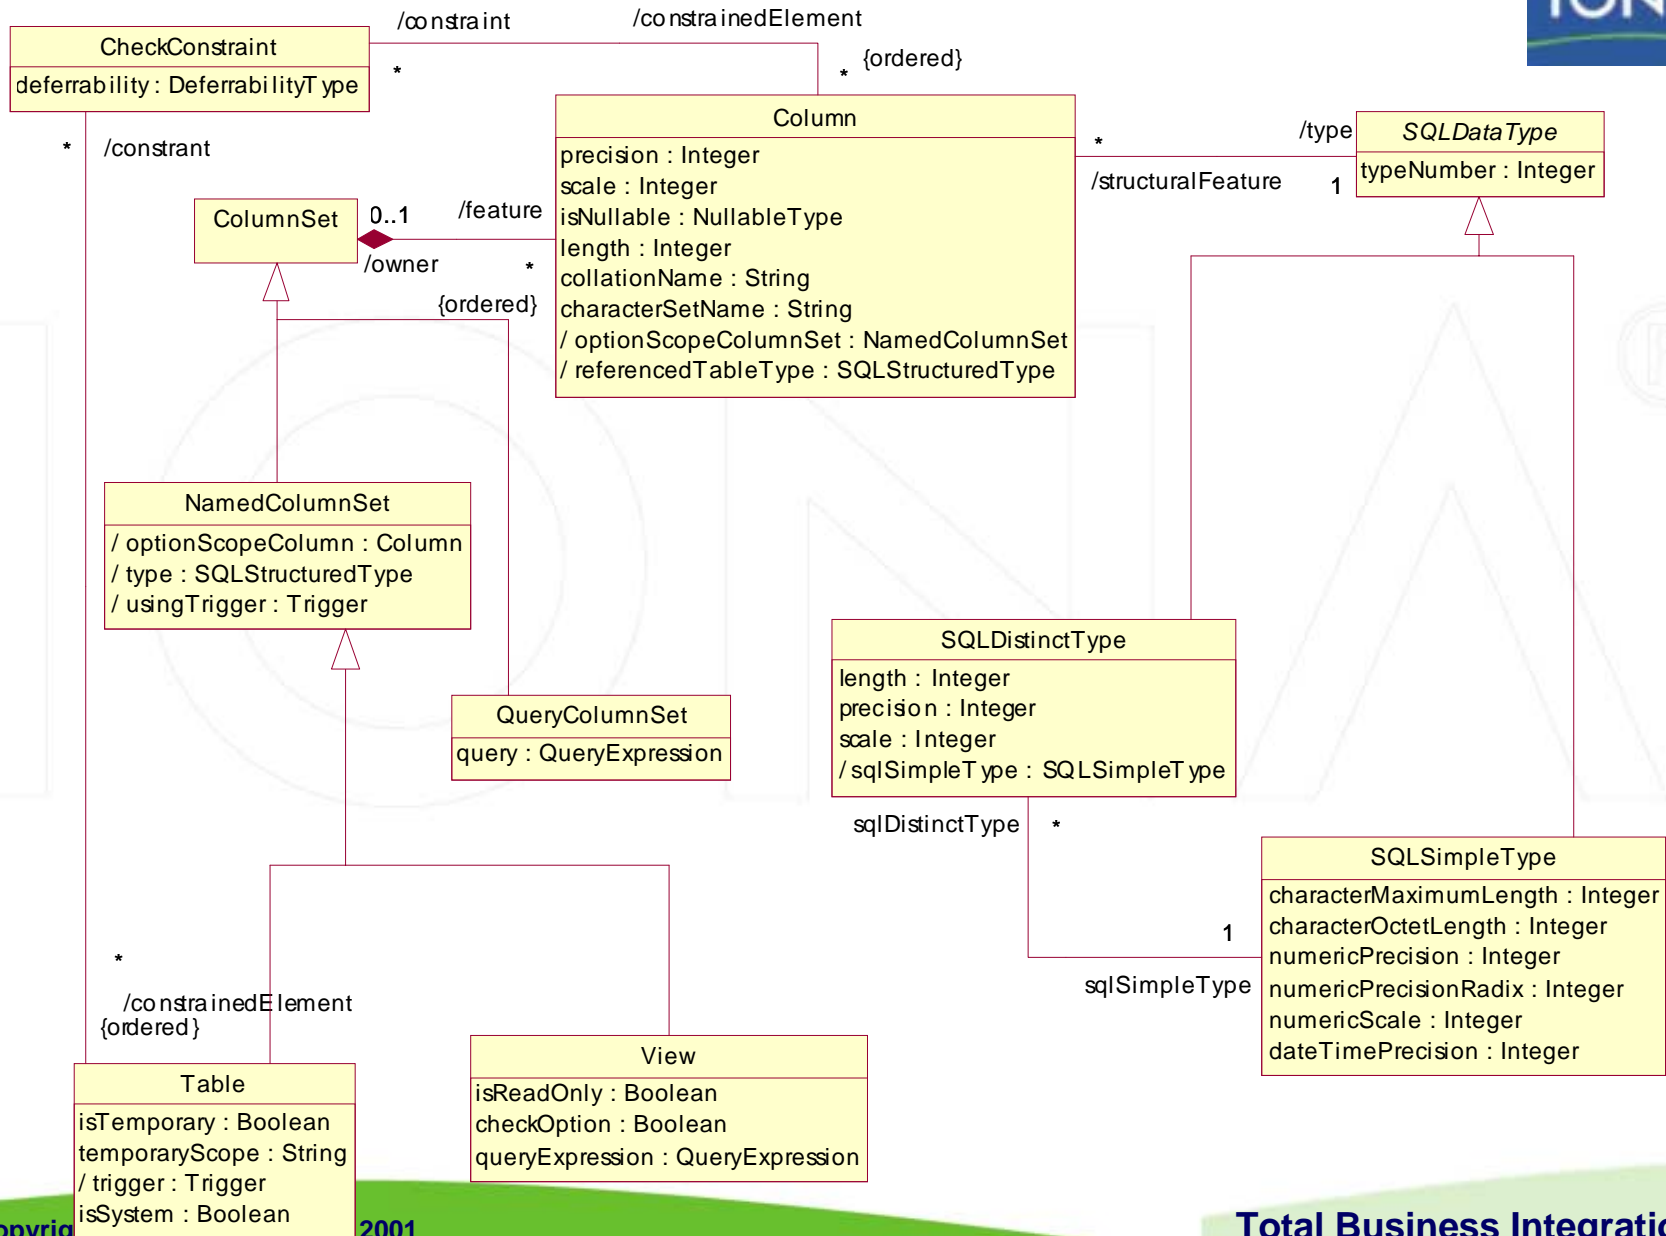 /constraint
/constrainedElement
CheckConstraint
deferrability : DeferrabilityType
*
{ordered}
*
Column
precision : Integer
scale : Integer
isNullable : NullableType
length : Integer
collationName : String
characterSetName : String
/ optionScopeColumnSet : NamedColumnSet
/ referencedTableType : SQLStructuredType
*
/type
/structuralFeature
1
SQLDataType
typeNumber : Integer
*
/constrant
ColumnSet
0..1
/feature
/owner
*
{ordered}
NamedColumnSet
/ optionScopeColumn : Column
/ type : SQLStructuredType
/ usingTrigger : Trigger
QueryColumnSet
query : QueryExpression
SQLDistinctType
length : Integer
precision : Integer
scale : Integer
/ sqlSimpleType : SQLSimpleType
sqlDistinctType
*
1
sqlSimpleType
SQLSimpleType
characterMaximumLength : Integer
characterOctetLength : Integer
numericPrecision : Integer
numericPrecisionRadix : Integer
numericScale : Integer
dateTimePrecision : Integer
*
/constrainedElement
{ordered}
Table
isTemporary : Boolean
temporaryScope : String
/ trigger : Trigger
isSystem : Boolean
View
isReadOnly : Boolean
checkOption : Boolean
queryExpression : QueryExpression
2001
Total Business